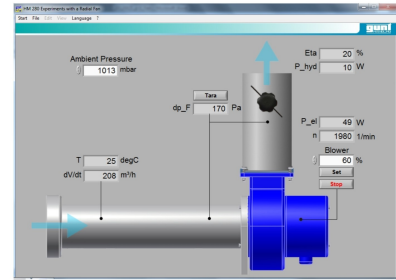 HM 280 Experiments with a Radial Fan
Start File Edit View Language ?
gunt
Ambient Pressure
1013 mbar
Eta 20 %
P_hyd 10 W
Tara
dp_F 170 Pa
P_el 49 W
n 1980 1/min
Blower
60 %
Set
Stop
T 25 degC
dV/dt 208 m³/h